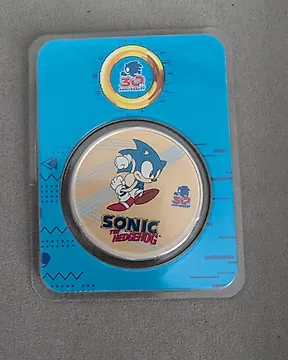 30
ANNIVERSARY
SONIC
THE
HEDGEHOG
30